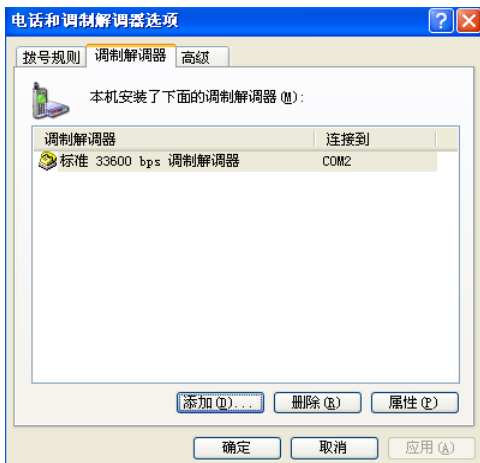 电话和调制解调器选项
拨号规则 调制解调器 高级
本机安装了下面的调制解调器(M):
调制解调器 连接到
标准 33600 bps 调制解调器 COM2
添加(D)... 删除(R) 属性(P)
确定 取消 应用(A)